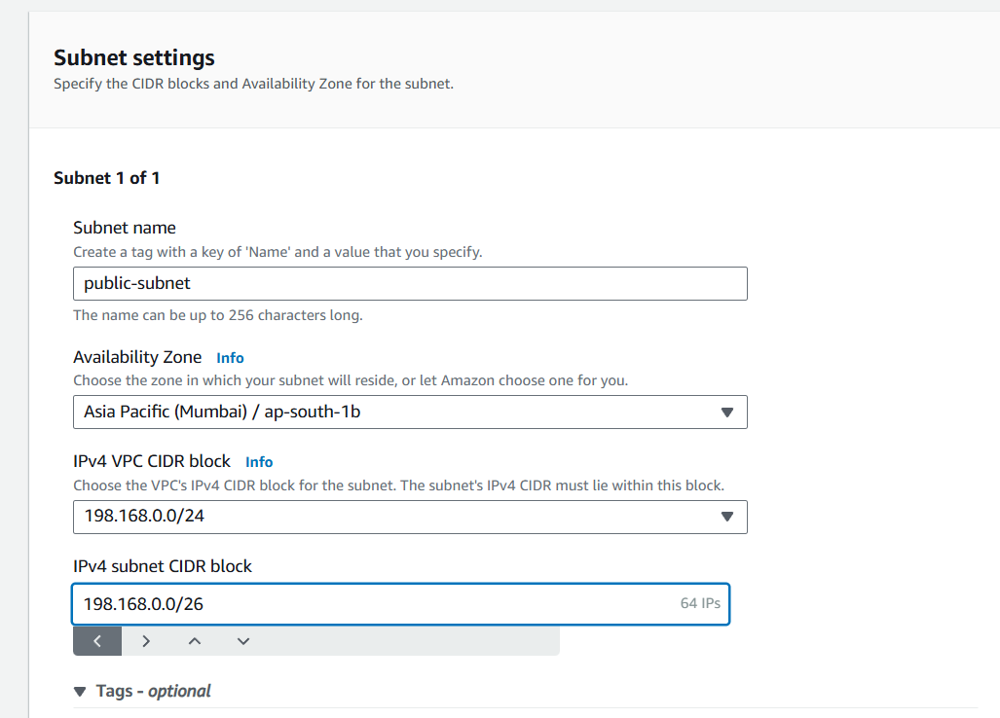 Subnet settings
Specify the CIDR blocks and Availability Zone for the subnet.
Subnet 1 of 1
Subnet name
Create a tag with a key of 'Name' and a value that you specify.
public-subnet
The name can be up to 256 characters long.
Availability Zone Info
Choose the zone in which your subnet will reside, or let Amazon choose one for you.
Asia Pacific (Mumbai) / ap-south-1b
IPv4 VPC CIDR block Info
Choose the VPC's IPv4 CIDR block for the subnet. The subnet's IPv4 CIDR must lie within this block.
198.168.0.0/24
IPv4 subnet CIDR block
198.168.0.0/26 64 IPs
Tags - optional